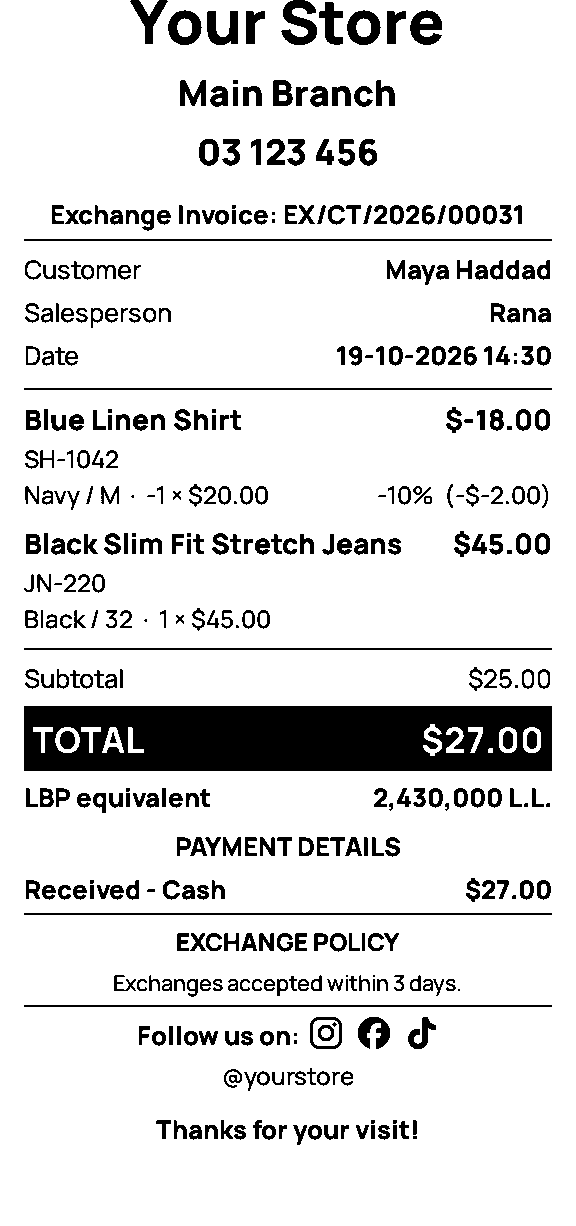 Your Store
Main Branch
03 123 456
Exchange Invoice: EX/CT/2026/00031
Customer Maya Haddad
Salesperson Rana
Date 19-10-2026 14:30
Blue Linen Shirt $-18.00
SH-1042
Navy / M · -1 × $20.00 -10% (-$-2.00)
Black Slim Fit Stretch Jeans $45.00
JN-220
Black / 32 · 1 × $45.00
Subtotal $25.00
TOTAL $27.00
LBP equivalent 2,430,000 L.L.
PAYMENT DETAILS
Received - Cash $27.00
EXCHANGE POLICY
Exchanges accepted within 3 days.
Follow us on:
@yourstore
Thanks for your visit!